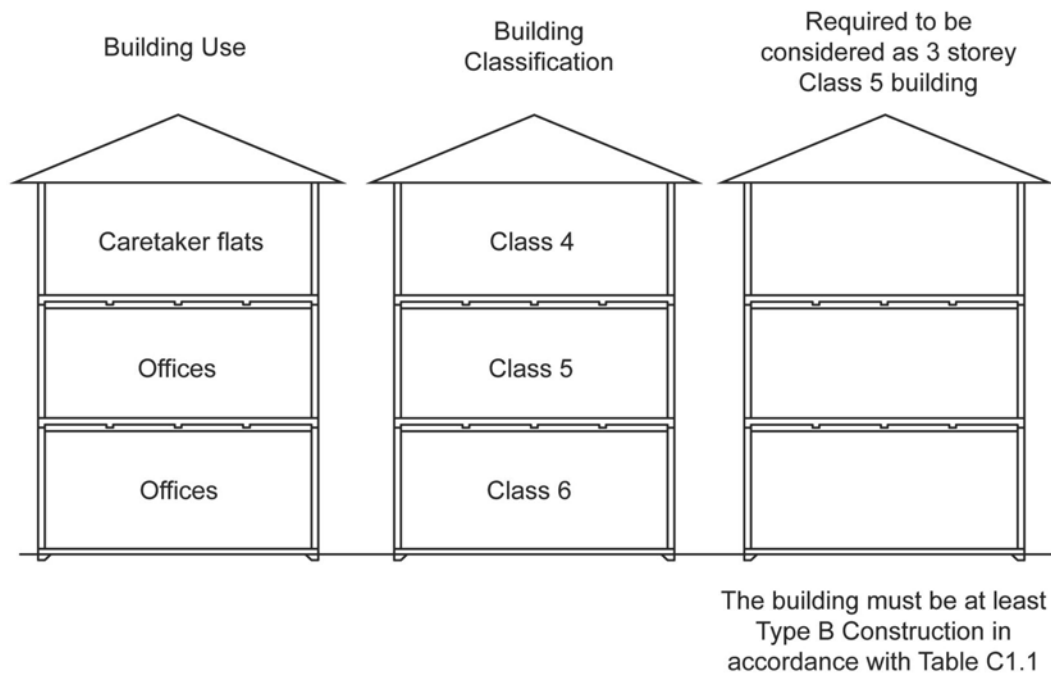 Building Use
Building
Classification
Required to be
considered as 3 storey
Class 5 building
Caretaker flats
Class 4
Offices
Class 5
Offices
Class 6
The building must be at least
Type B Construction in
accordance with Table C1.1